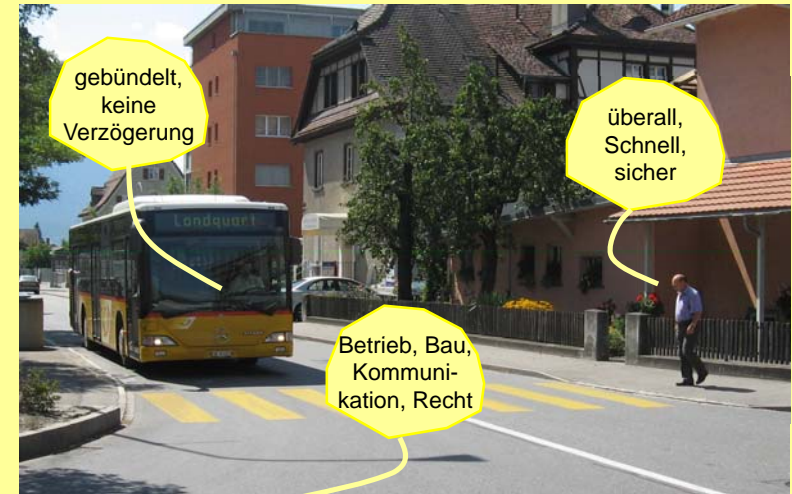 gebündelt,
keine
Verzögerung
überall,
Schnell,
sicher
Landquart
Betrieb, Bau,
Kommuni-
kation, Recht